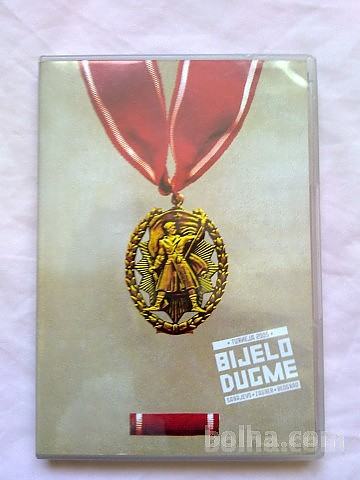 • TURNEJA 2005 •
BIJELO
DUGME
SARAJEVO • ZAGREB • BEOGRAD
bolha.com